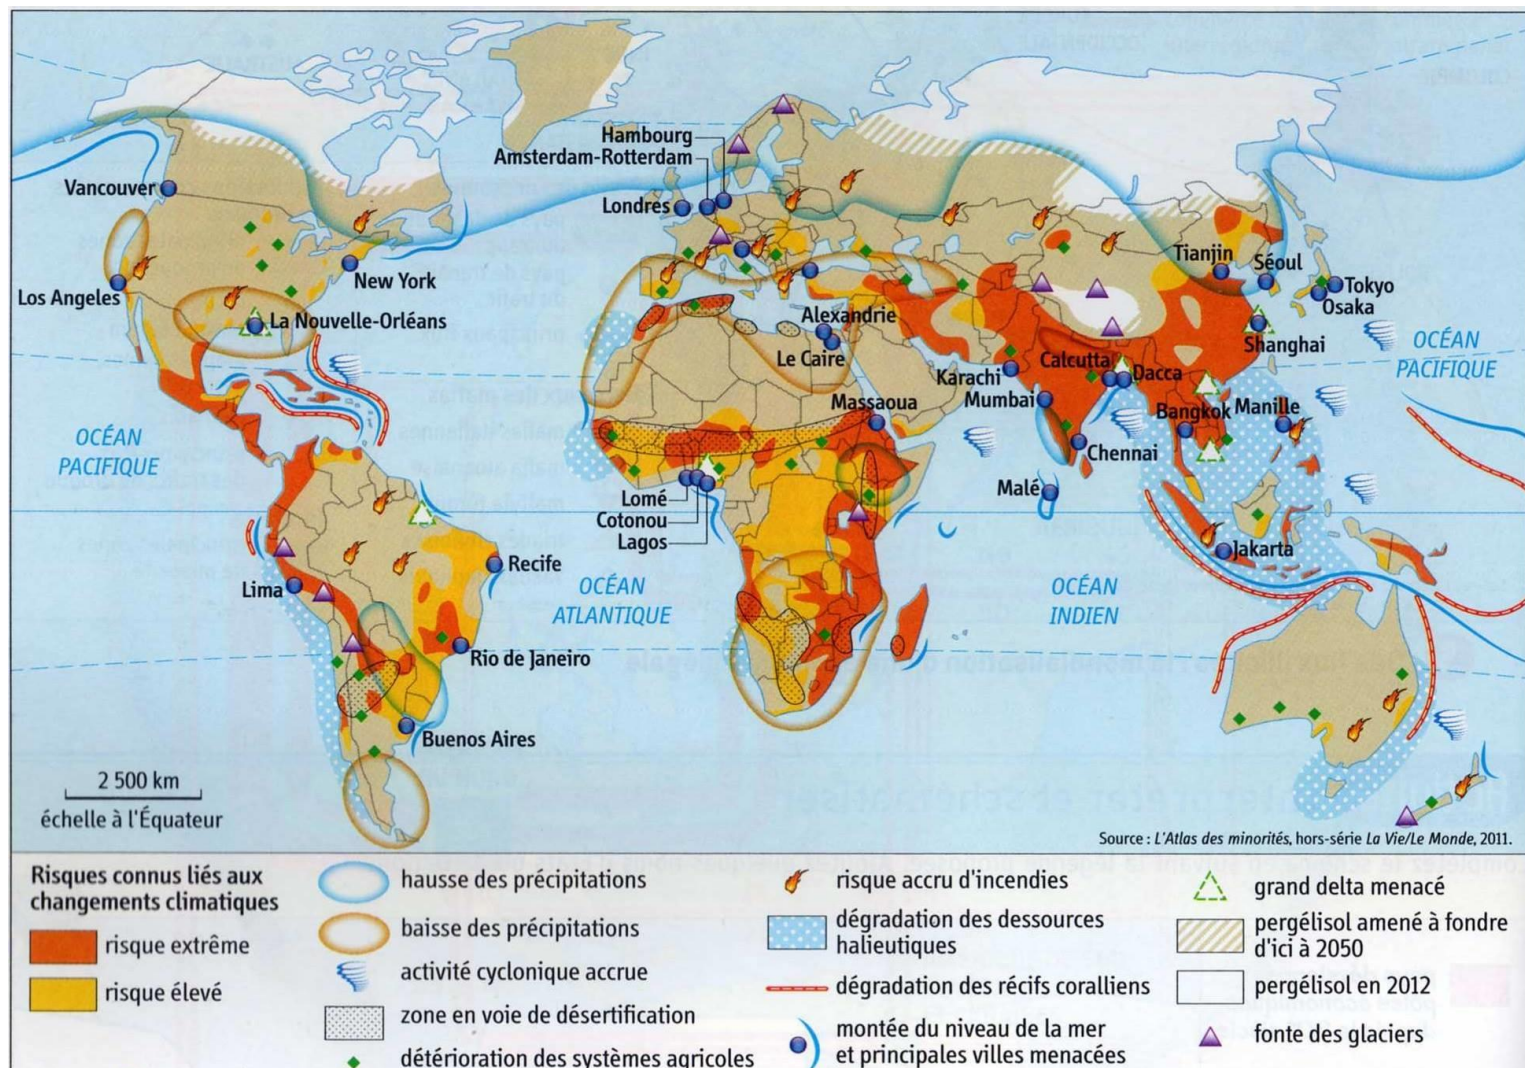 Hambourg
Amsterdam-Rotterdam
Vancouver
Londres
Tianjin
Séoul
Los Angeles
New York
Tokyo
Osaka
La Nouvelle-Orléans
Alexandrie
Le Caire
Shanghai
OCÉAN
PACIFIQUE
Calcutta
Dacca
Karachi
Mumbai
Massaoua
Bangkok
Manille
OCÉAN
PACIFIQUE
Chennai
Malé
Lomé
Cotonou
Lagos
Jakarta
Recife
Lima
OCÉAN
ATLANTIQUE
OCÉAN
INDIEN
Rio de Janeiro
Buenos Aires
2 500 km
échelle à l'Équateur
Source : L'Atlas des minorités, hors-série La Vie/Le Monde, 2011.
Risques connus liés aux
changements climatiques
risque extrême
risque élevé
hausse des précipitations
baisse des précipitations
activité cyclonique accrue
zone en voie de désertification
détérioration des systèmes agricoles
risque accru d'incendies
dégradation des dessources
halieutiques
dégradation des récifs coralliens
montée du niveau de la mer
et principales villes menacées
grand delta menacé
pergélisol amené à fondre
d'ici à 2050
pergélisol en 2012
fonte des glaciers